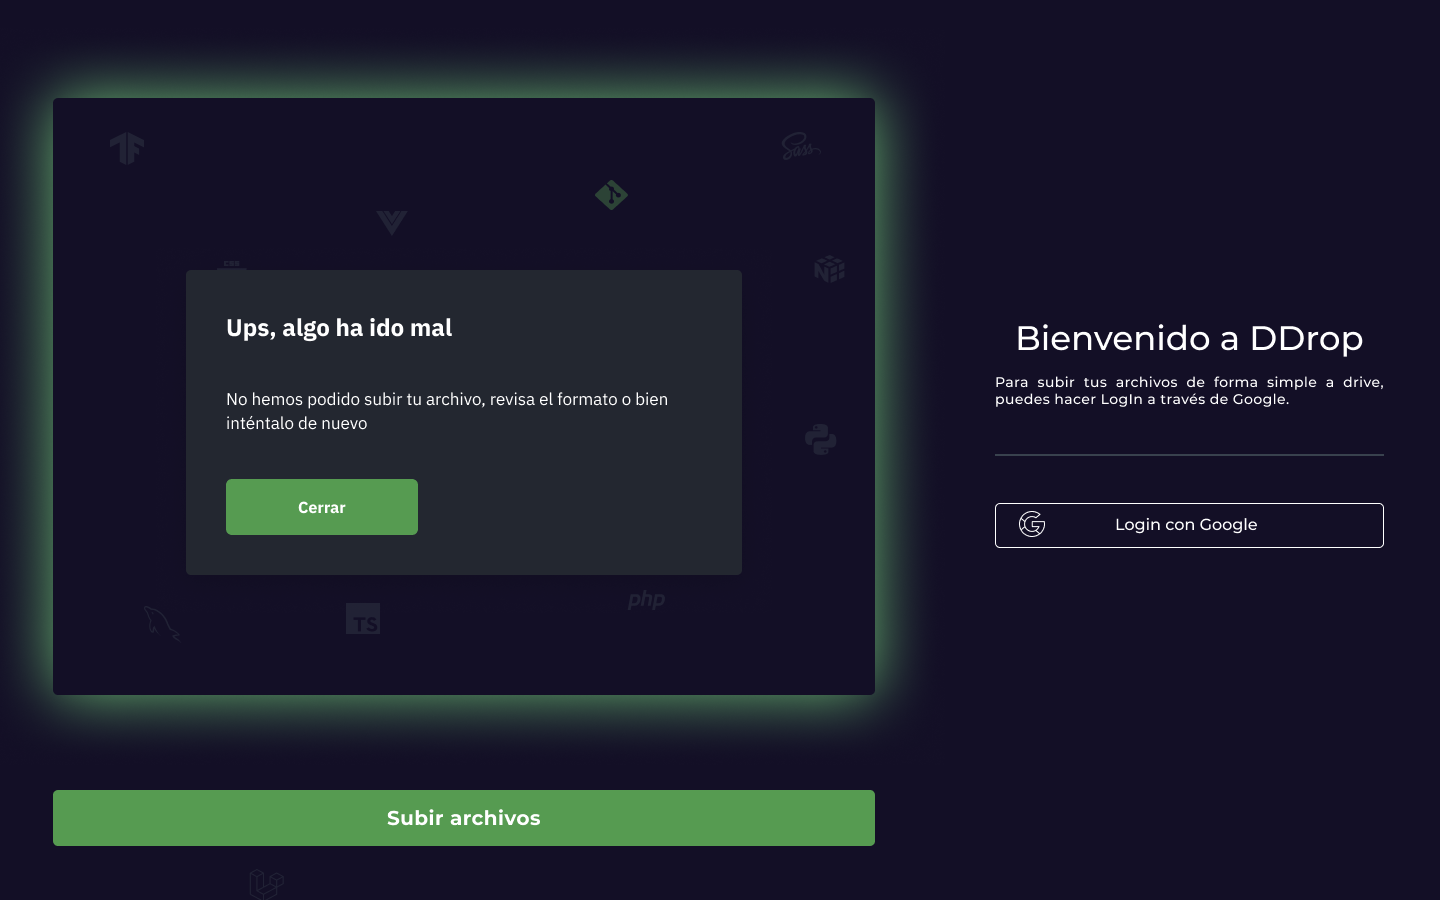 Sass
CSS
Ups, algo ha ido mal
No hemos podido subir tu archivo, revisa el formato o bien
inténtalo de nuevo
Cerrar
TS
php
Subir archivos
Bienvenido a DDrop
Para subir tus archivos de forma simple a drive,
puedes hacer LogIn a través de Google.
Login con Google